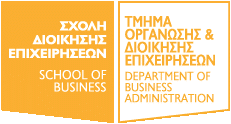 ΣΧΟΛΗ
ΔΙΟΙΚΗΣΗΣ
ΕΠΙΧΕΙΡΗΣΕΩΝ
SCHOOL OF
BUSINESS
ΤΜΗΜΑ
ΟΡΓΑΝΩΣΗΣ &
ΔΙΟΙΚΗΣΗΣ
ΕΠΙΧΕΙΡΗΣΕΩΝ
DEPARTMENT OF
BUSINESS
ADMINISTRATION